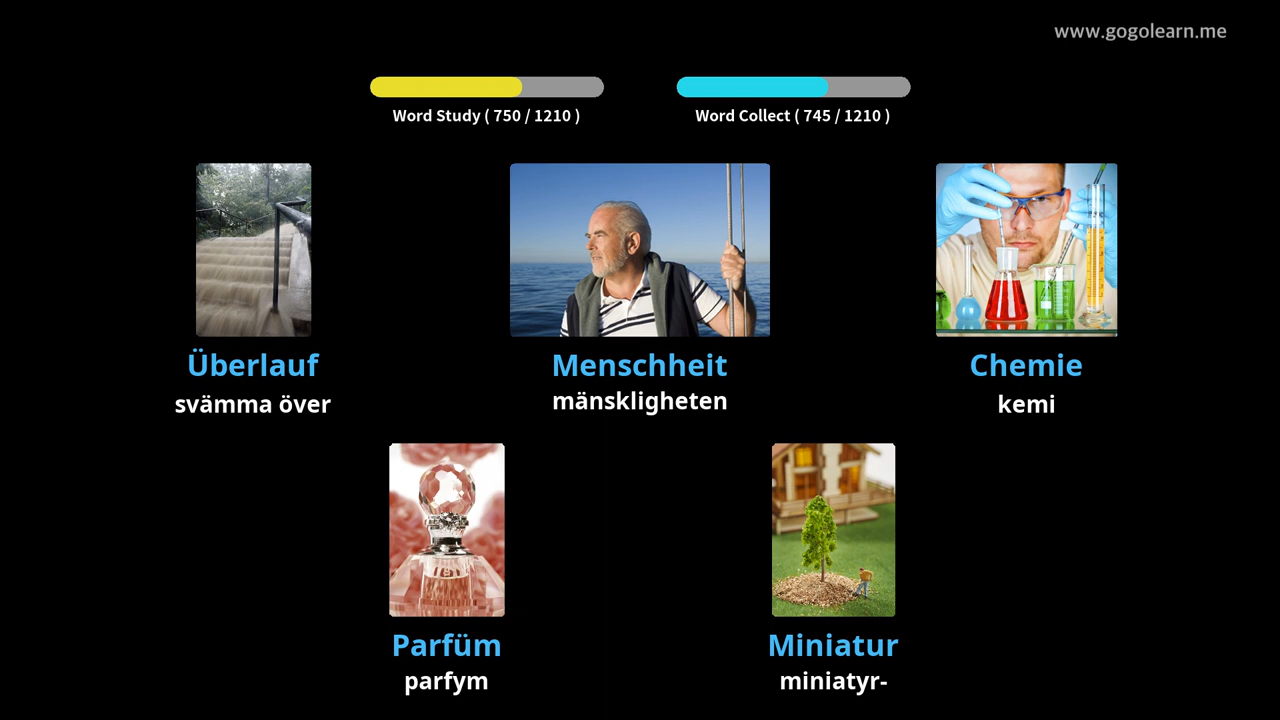 www.gogolearn.me
Word Study ( 750 / 1210 )
Word Collect ( 745 / 1210 )
Überlauf
svämma över
Menschheit
mänskligheten
Chemie
kemi
Parfüm
parfym
Miniatur
miniatyr-